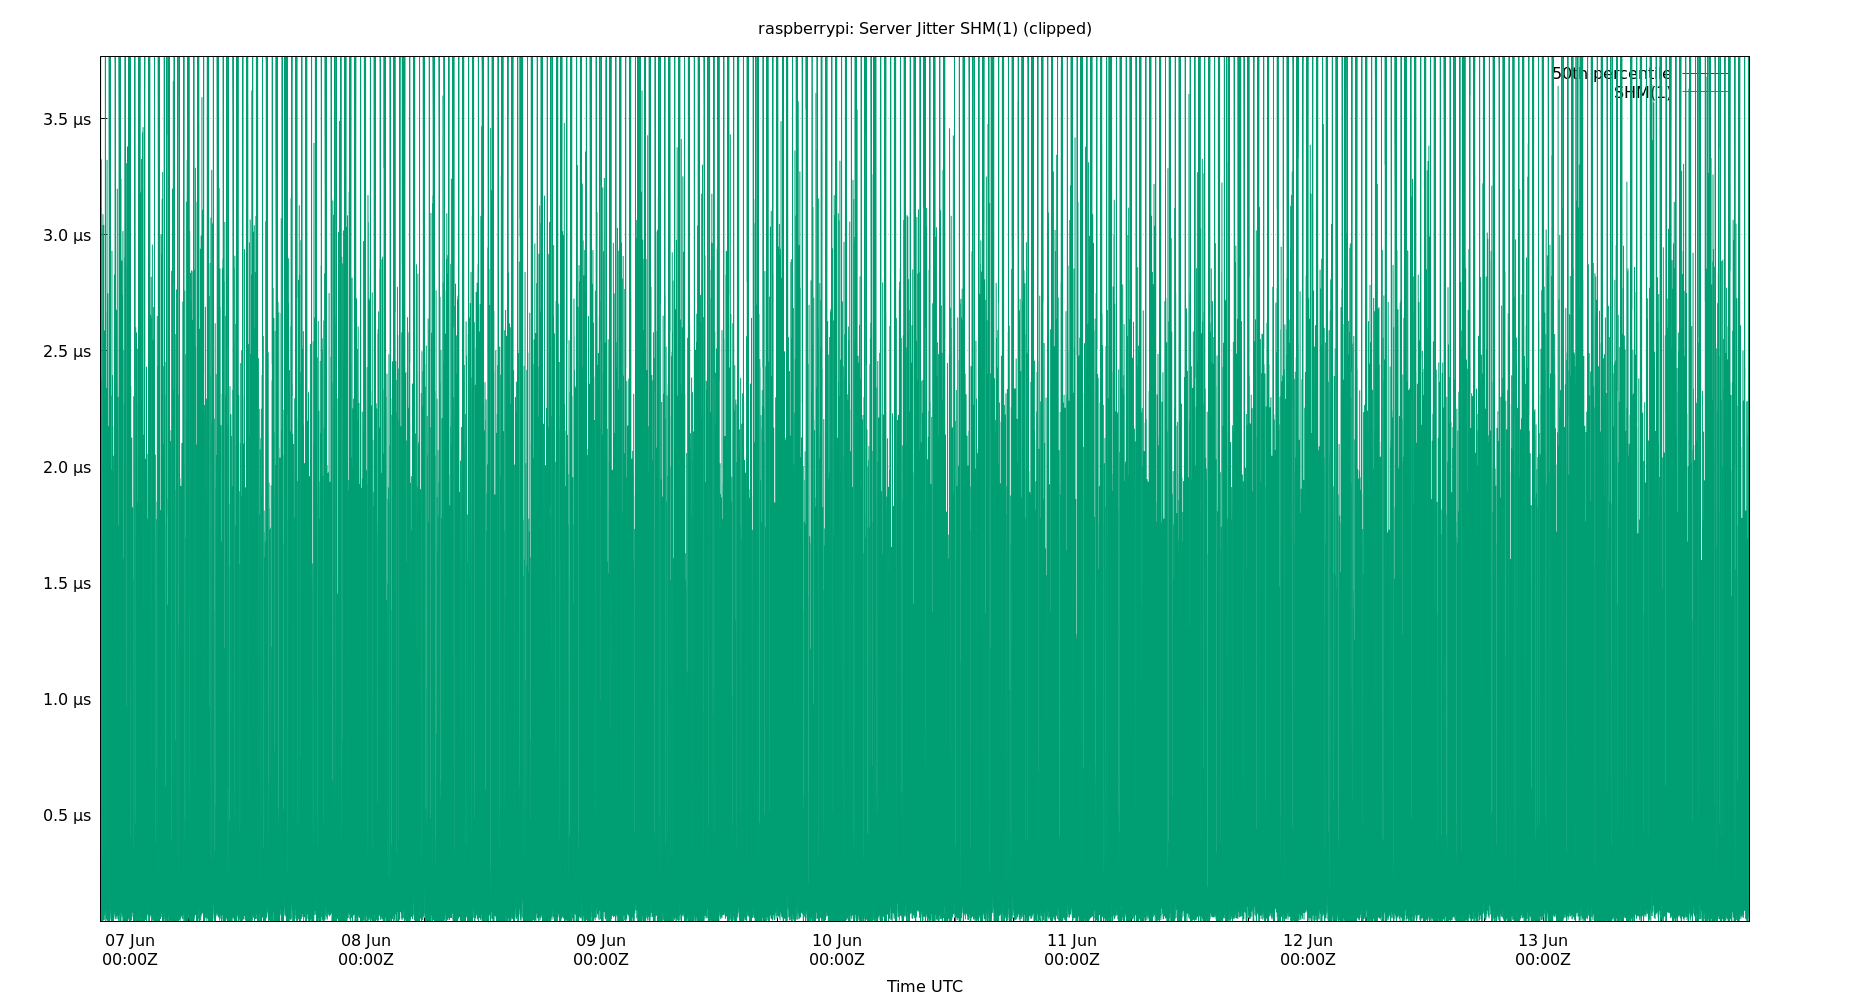 raspberrypi: Server Jitter SHM(1) (clipped)
50th percentile
SHM(1)
3.5 µs
3.0 µs
2.5 µs
2.0 µs
1.5 µs
1.0 µs
0.5 µs
07 Jun 08 Jun 09 Jun 10 Jun 11 Jun 12 Jun 13 Jun
00:00Z 00:00Z 00:00Z 00:00Z 00:00Z 00:00Z 00:00Z
Time UTC